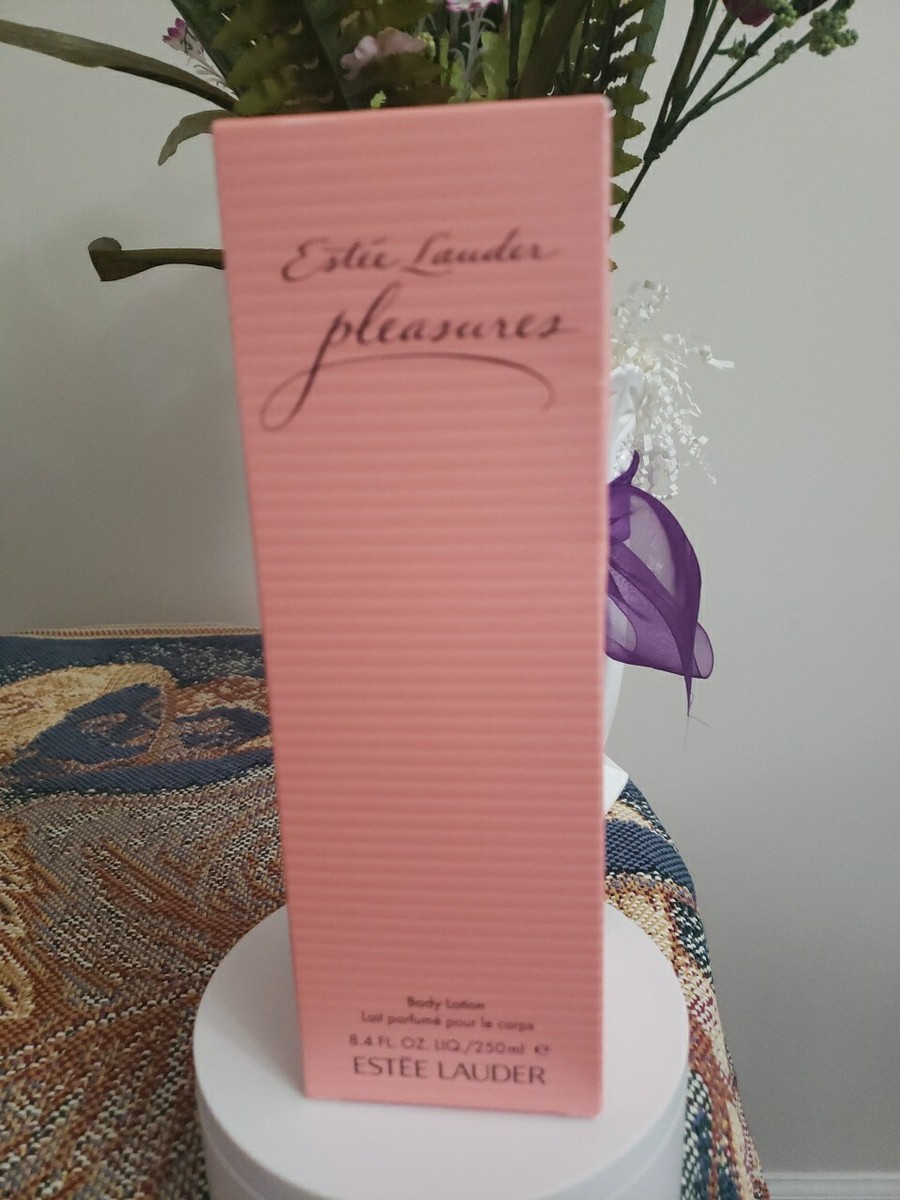 Estée Lauder
pleasures
Body Lotion
Lait parfumé pour le corps
8.4 FL. OZ. LIQ./250ml ℮
ESTĒE LAUDER